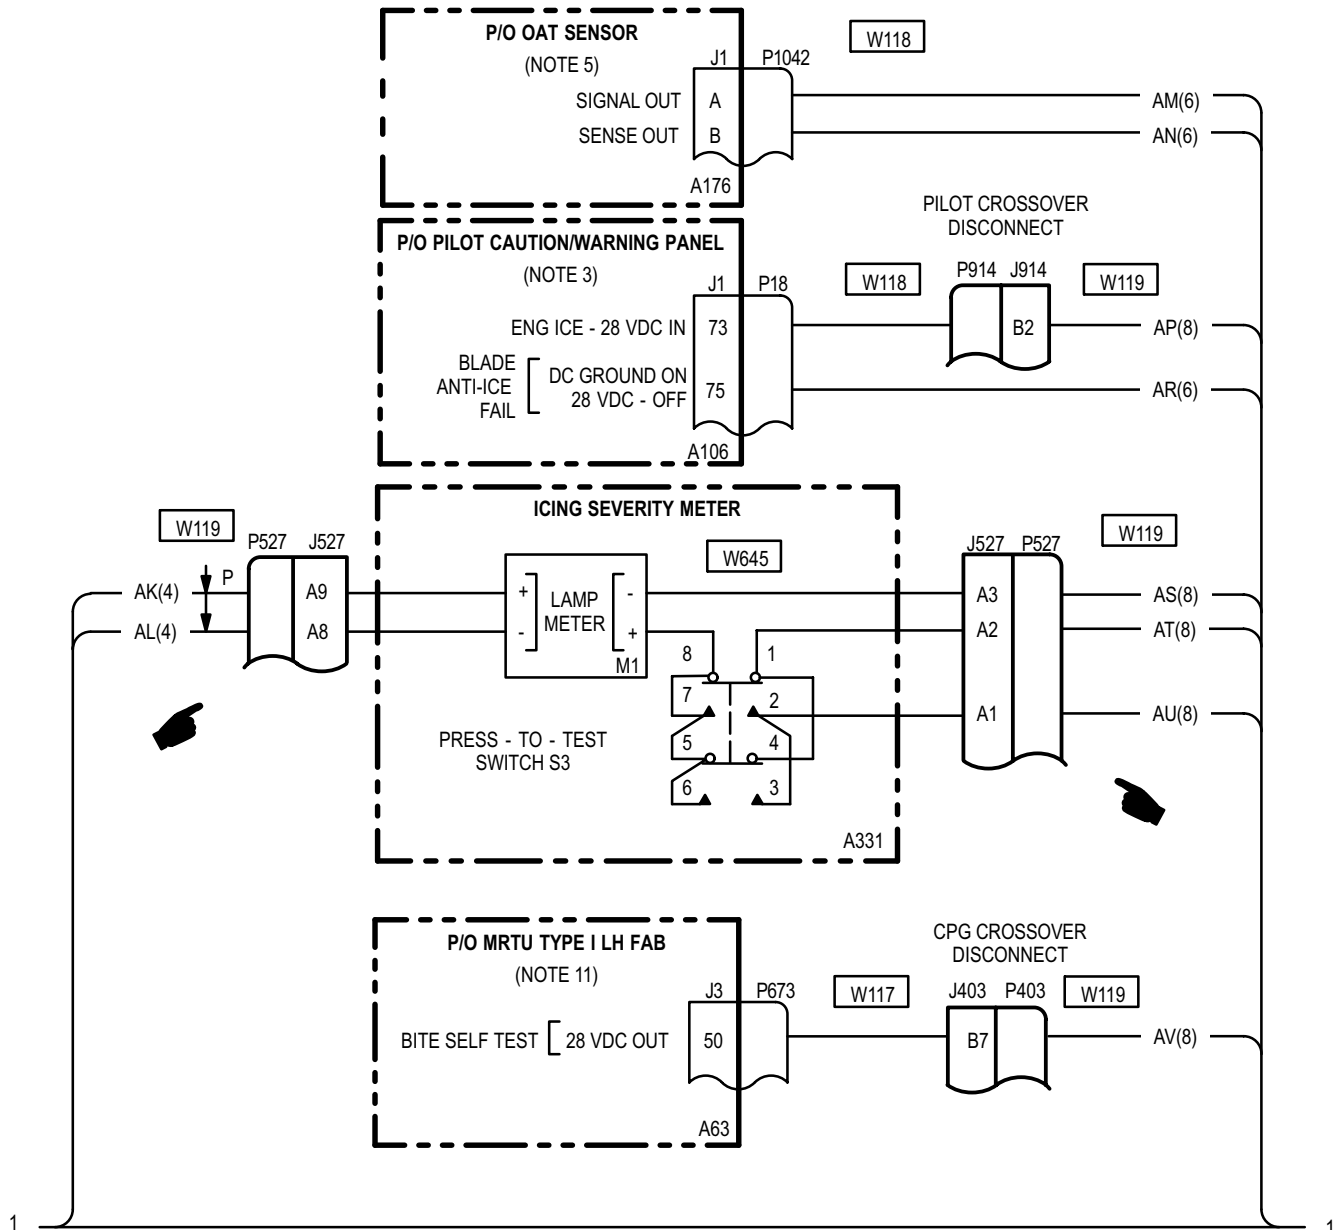 P/O OAT SENSOR
(NOTE 5)
W118
J1 P1042
SIGNAL OUT A AM(6)
SENSE OUT B AN(6)
A176
PILOT CROSSOVER
DISCONNECT
P/O PILOT CAUTION/WARNING PANEL
(NOTE 3)
J1 P18
W118
P914 J914
W119
ENG ICE - 28 VDC IN 73 B2 AP(8)
BLADE
ANTI-ICE
FAIL
DC GROUND ON
28 VDC - OFF
75 AR(6)
A106
ICING SEVERITY METER
W119
P527 J527
W645
J527 P527
W119
AK(4) P A9 + LAMP - A3 AS(8)
AL(4) A8 - METER + A2 AT(8)
M1
8 1
7 2
A1 AU(8)
PRESS - TO - TEST
SWITCH S3
5 4
6 3
A331
P/O MRTU TYPE I LH FAB
(NOTE 11)
CPG CROSSOVER
DISCONNECT
J3 P673
W117
J403 P403
W119
BITE SELF TEST 28 VDC OUT 50 B7 AV(8)
A63
1 1